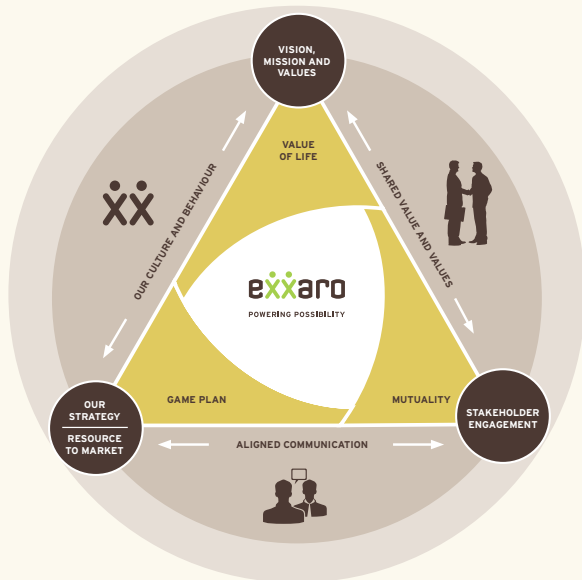 VISION,
MISSION AND
VALUES
VALUE
OF LIFE
OUR CULTURE AND BEHAVIOUR
SHARED VALUE AND VALUES
exxaro
POWERING POSSIBILITY
GAME PLAN
MUTUALITY
OUR
STRATEGY
RESOURCE
TO MARKET
STAKEHOLDER
ENGAGEMENT
ALIGNED COMMUNICATION